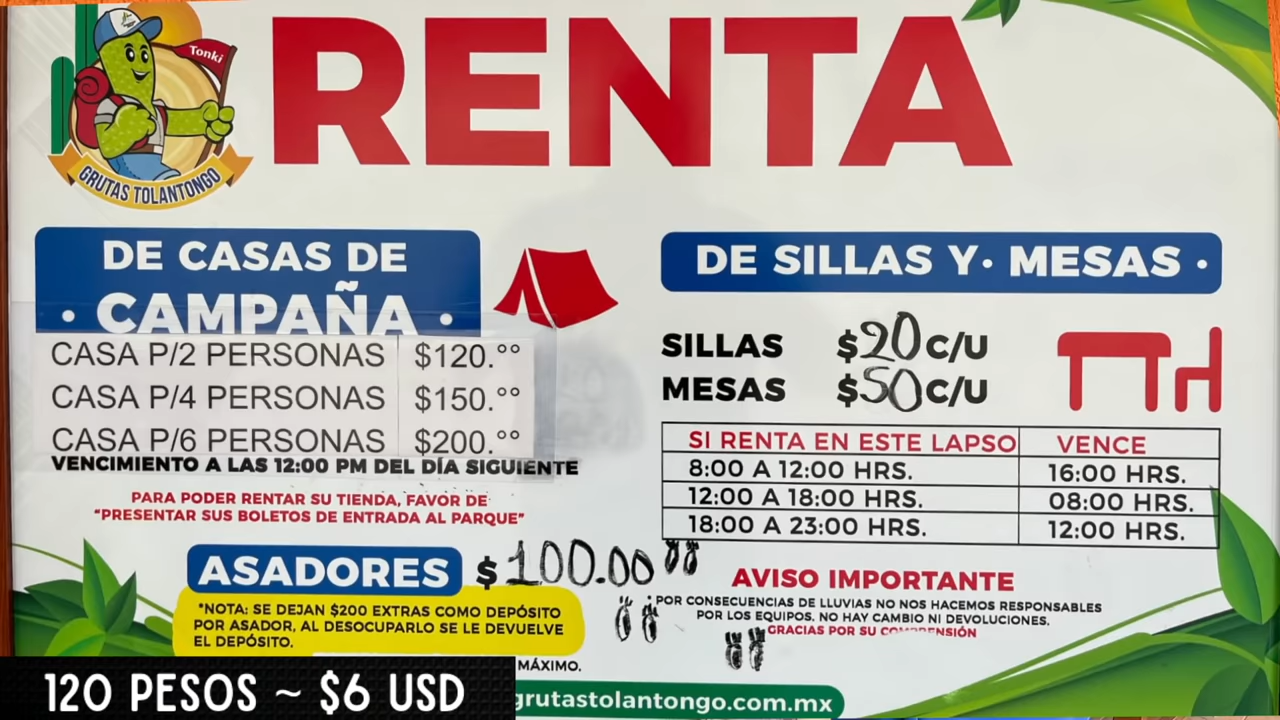 Tonki
GRUTAS TOLANTONGO
RENTA
DE CASAS DE
• CAMPAÑA •
CASA P/2 PERSONAS $120.°°
CASA P/4 PERSONAS $150.°°
CASA P/6 PERSONAS $200.°°
VENCIMIENTO A LAS 12:00 PM DEL DÍA SIGUIENTE
PARA PODER RENTAR SU TIENDA, FAVOR DE
"PRESENTAR SUS BOLETOS DE ENTRADA AL PARQUE"
DE SILLAS Y• MESAS •
SILLAS $20 C/U
MESAS $50 C/U
SI RENTA EN ESTE LAPSO VENCE
8:00 A 12:00 HRS. 16:00 HRS.
12:00 A 18:00 HRS. 08:00 HRS.
18:00 A 23:00 HRS. 12:00 HRS.
ASADORES $100.00
*NOTA: SE DEJAN $200 EXTRAS COMO DEPÓSITO
POR ASADOR, AL DESOCUPARLO SE LE DEVUELVE
EL DEPÓSITO.
MÁXIMO.
AVISO IMPORTANTE
POR CONSECUENCIAS DE LLUVIAS NO NOS HACEMOS RESPONSABLES
POR LOS EQUIPOS. NO HAY CAMBIO NI DEVOLUCIONES.
GRACIAS POR SU COMPRENSIÓN
grutastolantongo.com.mx
120 PESOS ~ $6 USD